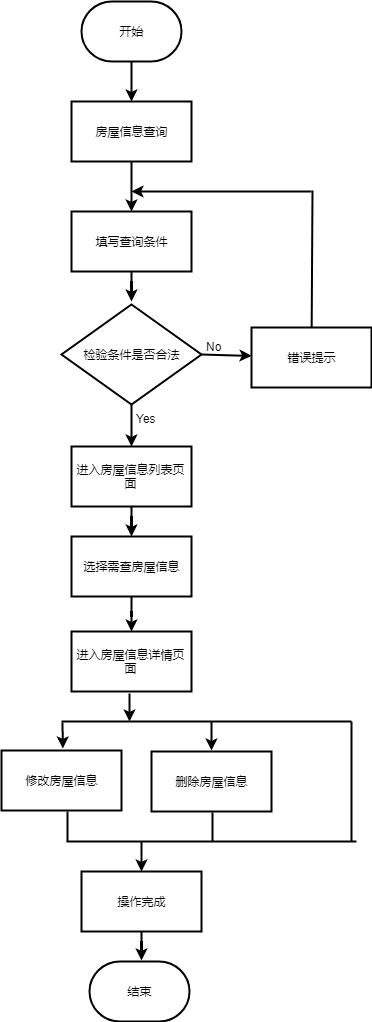 开始
房屋信息查询
填写查询条件
检验条件是否合法
No
错误提示
Yes
进入房屋信息列表页
面
选择需查房屋信息
进入房屋信息详情页
面
修改房屋信息
删除房屋信息
操作完成
结束